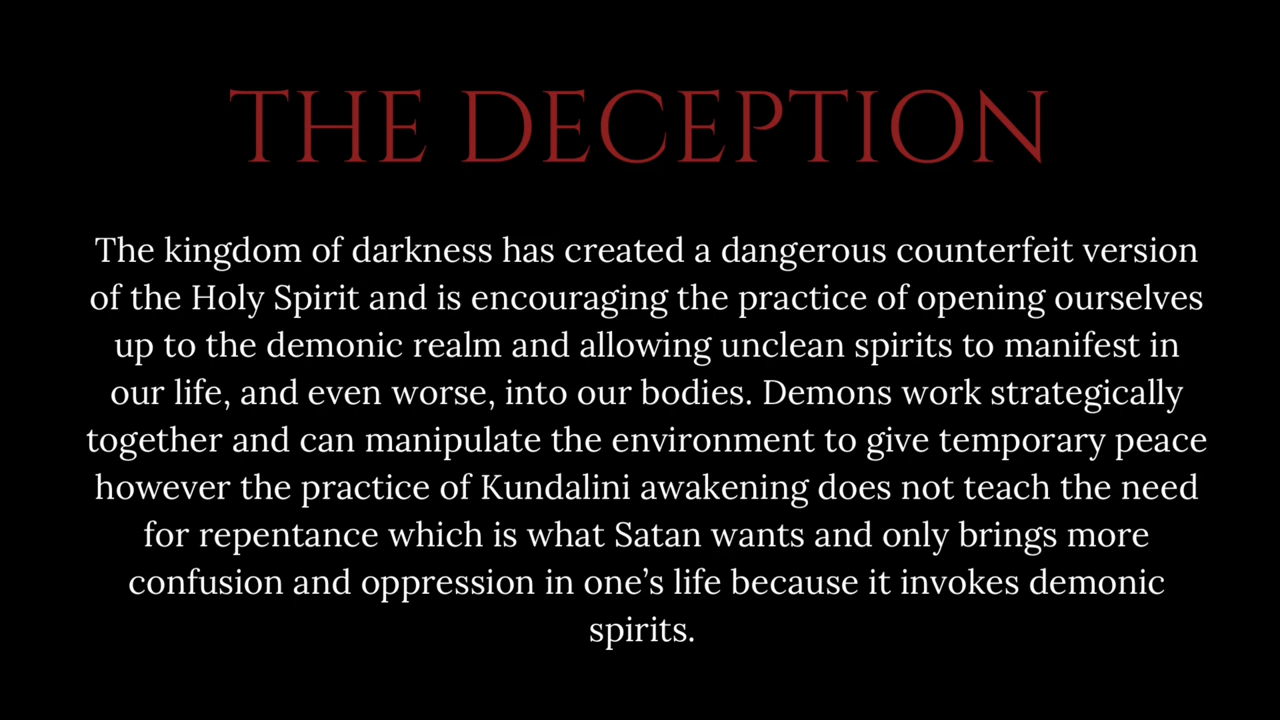 THE DECEPTION
The kingdom of darkness has created a dangerous counterfeit version
of the Holy Spirit and is encouraging the practice of opening ourselves
up to the demonic realm and allowing unclean spirits to manifest in
our life, and even worse, into our bodies. Demons work strategically
together and can manipulate the environment to give temporary peace
however the practice of Kundalini awakening does not teach the need
for repentance which is what Satan wants and only brings more
confusion and oppression in one’s life because it invokes demonic
spirits.